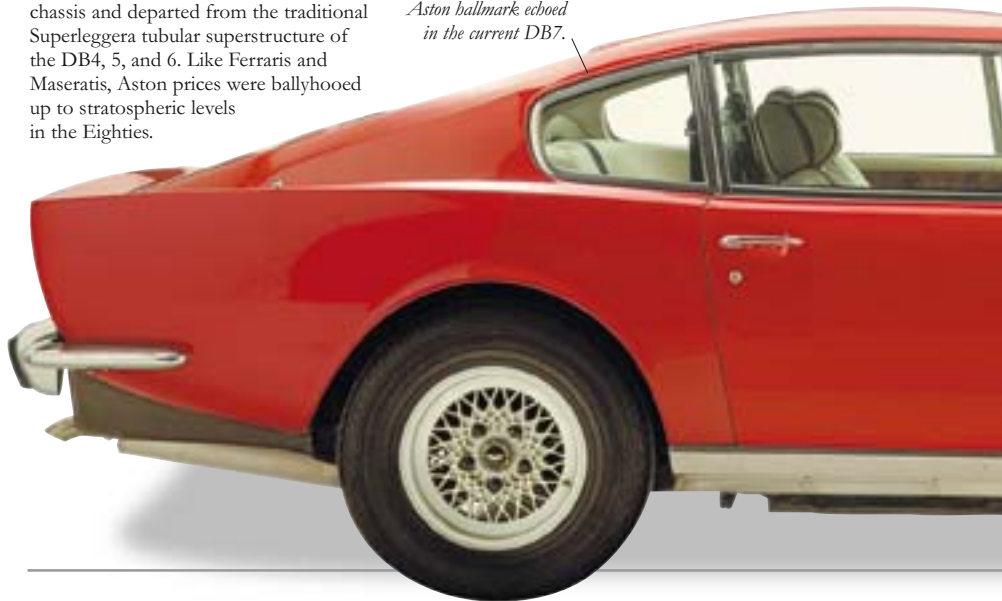 chassis and departed from the traditional
Superleggera tubular superstructure of
the DB4, 5, and 6. Like Ferraris and
Maseratis, Aston prices were ballyhooed
up to stratospheric levels
in the Eighties.
Aston hallmark echoed
in the current DB7.